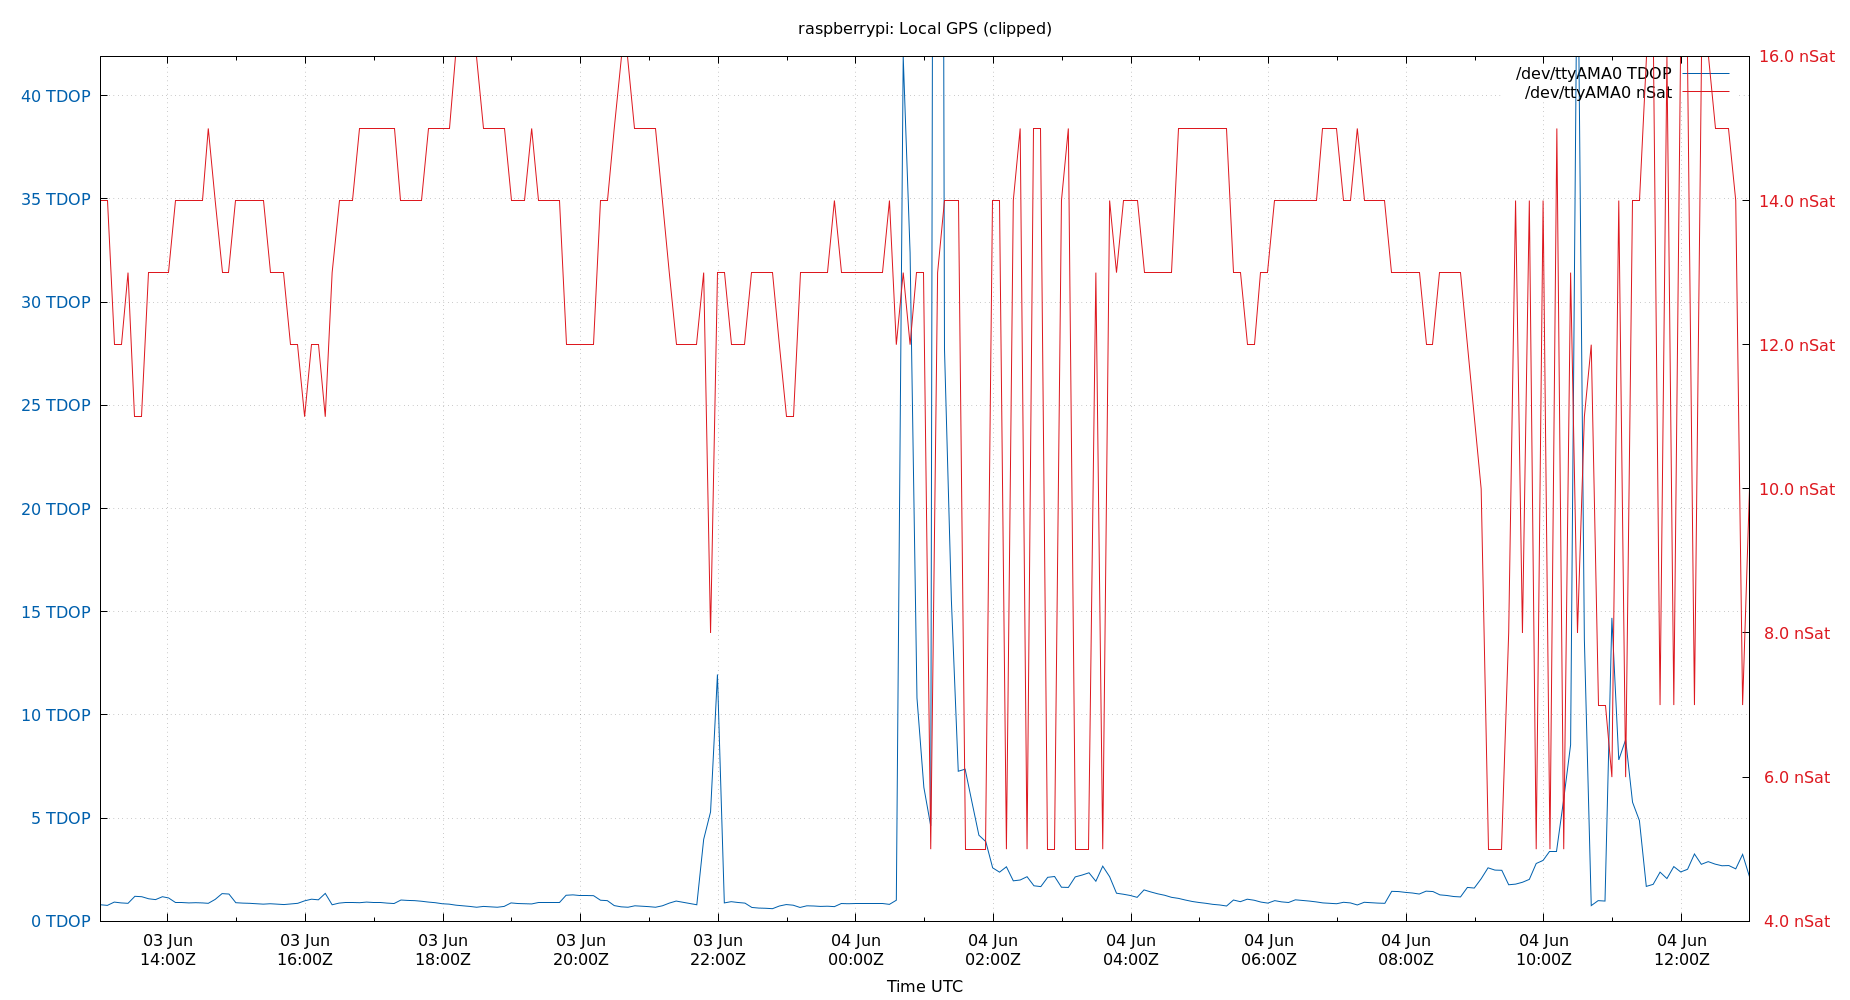 raspberrypi: Local GPS (clipped)
/dev/ttyAMA0 TDOP
/dev/ttyAMA0 nSat
40 TDOP
35 TDOP
30 TDOP
25 TDOP
20 TDOP
15 TDOP
10 TDOP
5 TDOP
0 TDOP
16.0 nSat
14.0 nSat
12.0 nSat
10.0 nSat
8.0 nSat
6.0 nSat
4.0 nSat
03 Jun 03 Jun 03 Jun 03 Jun 03 Jun 04 Jun 04 Jun 04 Jun 04 Jun 04 Jun 04 Jun 04 Jun
14:00Z 16:00Z 18:00Z 20:00Z 22:00Z 00:00Z 02:00Z 04:00Z 06:00Z 08:00Z 10:00Z 12:00Z
Time UTC